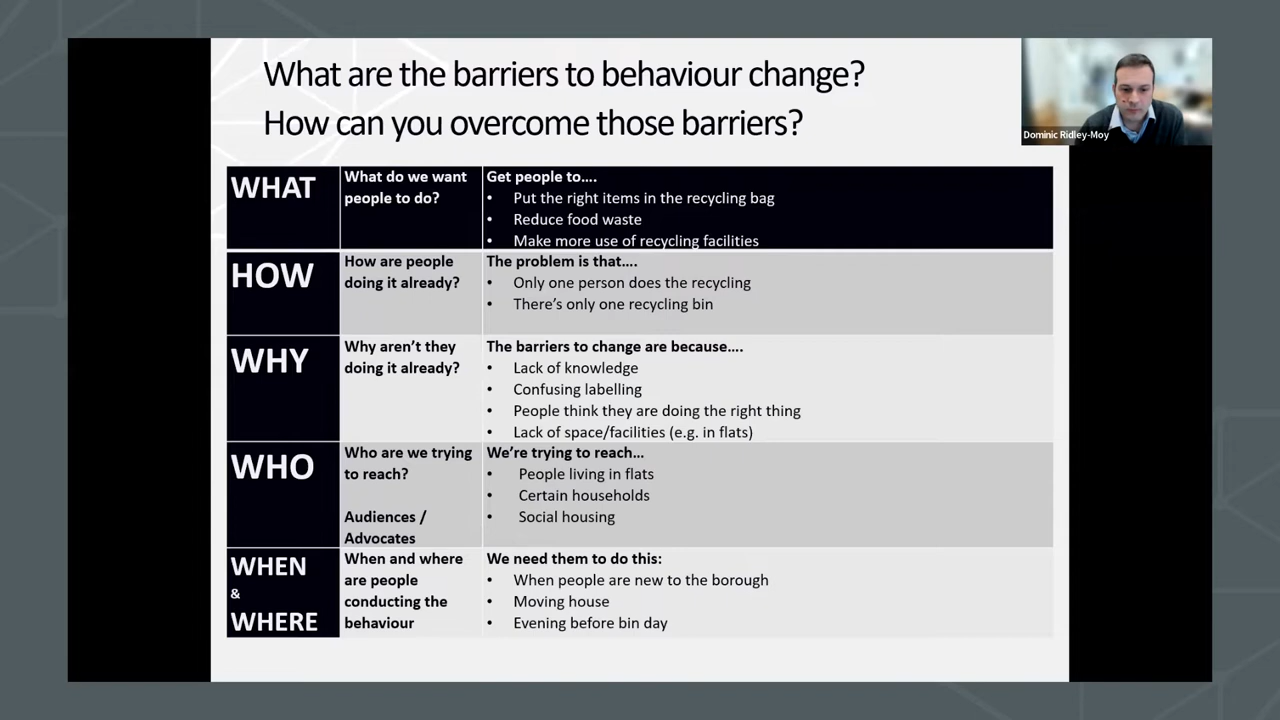 What are the barriers to behaviour change?
How can you overcome those barriers?
Dominic Ridley-Moy
WHAT
What do we want
people to do?
Get people to....
• Put the right items in the recycling bag
• Reduce food waste
• Make more use of recycling facilities
HOW
How are people
doing it already?
The problem is that....
• Only one person does the recycling
• There's only one recycling bin
WHY
Why aren't they
doing it already?
The barriers to change are because....
• Lack of knowledge
• Confusing labelling
• People think they are doing the right thing
• Lack of space/facilities (e.g. in flats)
WHO
Who are we trying
to reach?
Audiences /
Advocates
We're trying to reach...
• People living in flats
• Certain households
• Social housing
WHEN
&
WHERE
When and where
are people
conducting the
behaviour
We need them to do this:
• When people are new to the borough
• Moving house
• Evening before bin day